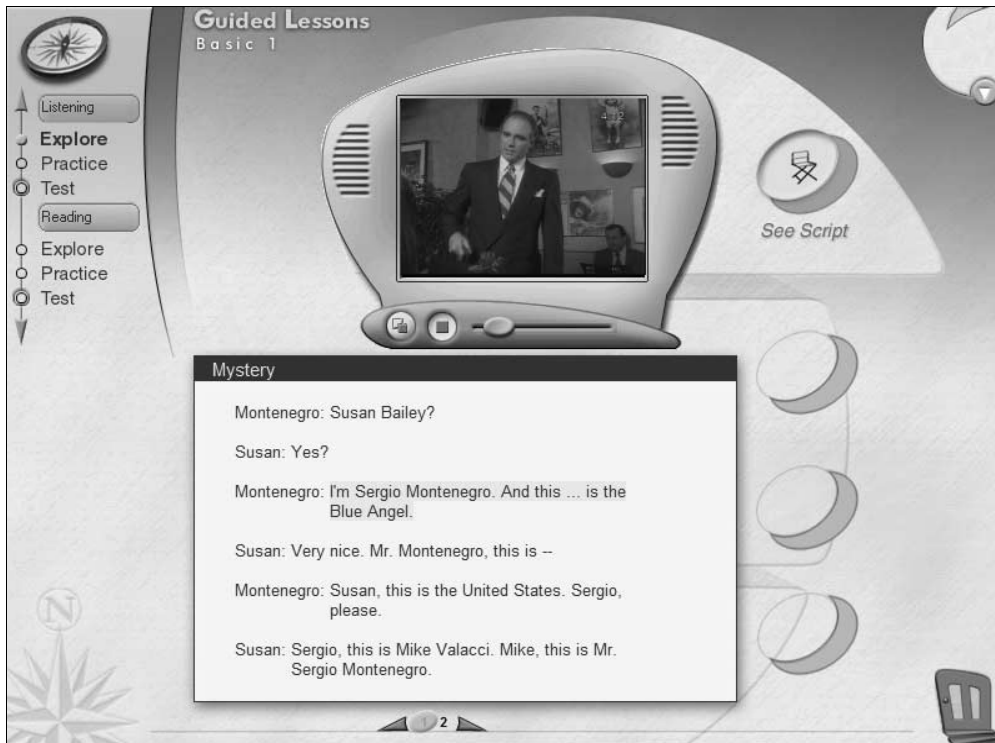 Guided Lessons
Basic 1
Listening
Explore
Practice
Test
Reading
Explore
Practice
Test
See Script
Mystery
Montenegro: Susan Bailey?
Susan: Yes?
Montenegro: I'm Sergio Montenegro. And this ... is the
Blue Angel.
Susan: Very nice. Mr. Montenegro, this is --
Montenegro: Susan, this is the United States. Sergio,
please.
Susan: Sergio, this is Mike Valacci. Mike, this is Mr.
Sergio Montenegro.
N
1 2